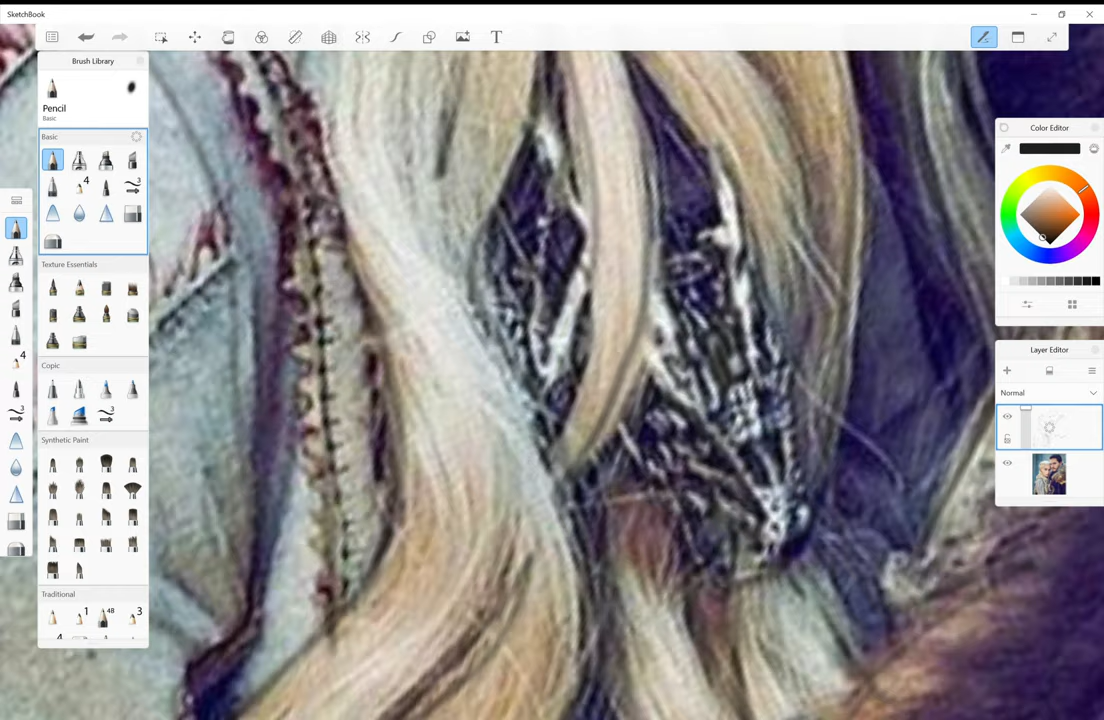 SketchBook
T
Brush Library
Pencil
Basic
Basic
4
3
4
3
Texture Essentials
Copic
3
Synthetic Paint
Traditional
1
4B
3
4
Color Editor
Layer Editor
Normal